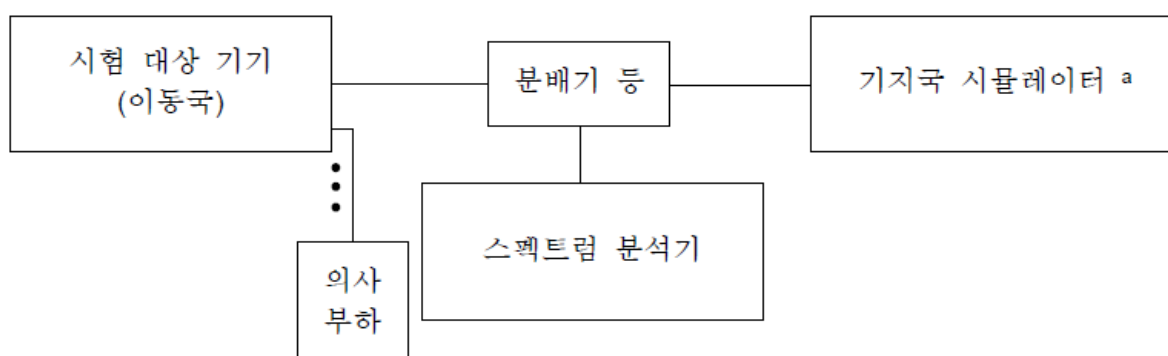 시험 대상 기기
(이동국)
분배기 등
기지국 시뮬레이터 a
스펙트럼 분석기
의사
부하